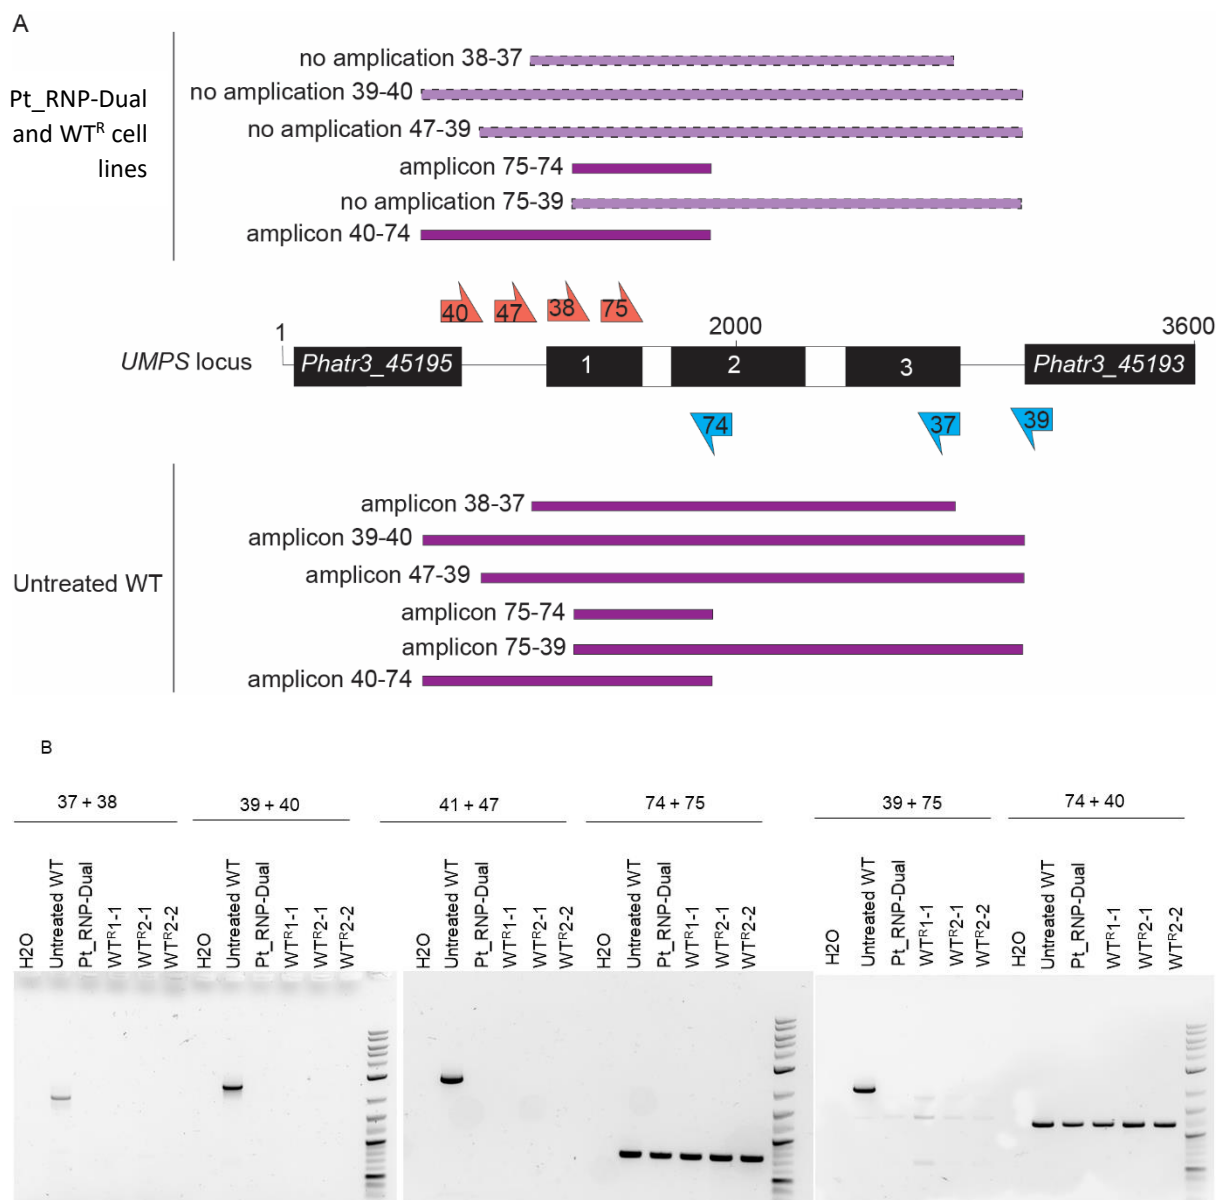 A
Pt_RNP-Dual
and WTᴿ cell
lines
no amplication 38-37
no amplication 39-40
no amplication 47-39
amplicon 75-74
no amplication 75-39
amplicon 40-74
40 47 38 75
1 2000 3600
UMPS locus Phatr3_45195 1 2 3 Phatr3_45193
74 37 39
Untreated WT
amplicon 38-37
amplicon 39-40
amplicon 47-39
amplicon 75-74
amplicon 75-39
amplicon 40-74
B
37 + 38 39 + 40 41 + 47 74 + 75 39 + 75 74 + 40
H2O
Untreated WT
Pt_RNP-Dual
WTᴿ1-1
WTᴿ2-1
WTᴿ2-2
H2O
Untreated WT
Pt_RNP-Dual
WTᴿ1-1
WTᴿ2-1
WTᴿ2-2
H2O
Untreated WT
Pt_RNP-Dual
WTᴿ1-1
WTᴿ2-1
WTᴿ2-2
H2O
Untreated WT
Pt_RNP-Dual
WTᴿ1-1
WTᴿ2-1
WTᴿ2-2
H2O
Untreated WT
Pt_RNP-Dual
WTᴿ1-1
WTᴿ2-1
WTᴿ2-2
H2O
Untreated WT
Pt_RNP-Dual
WTᴿ1-1
WTᴿ2-1
WTᴿ2-2